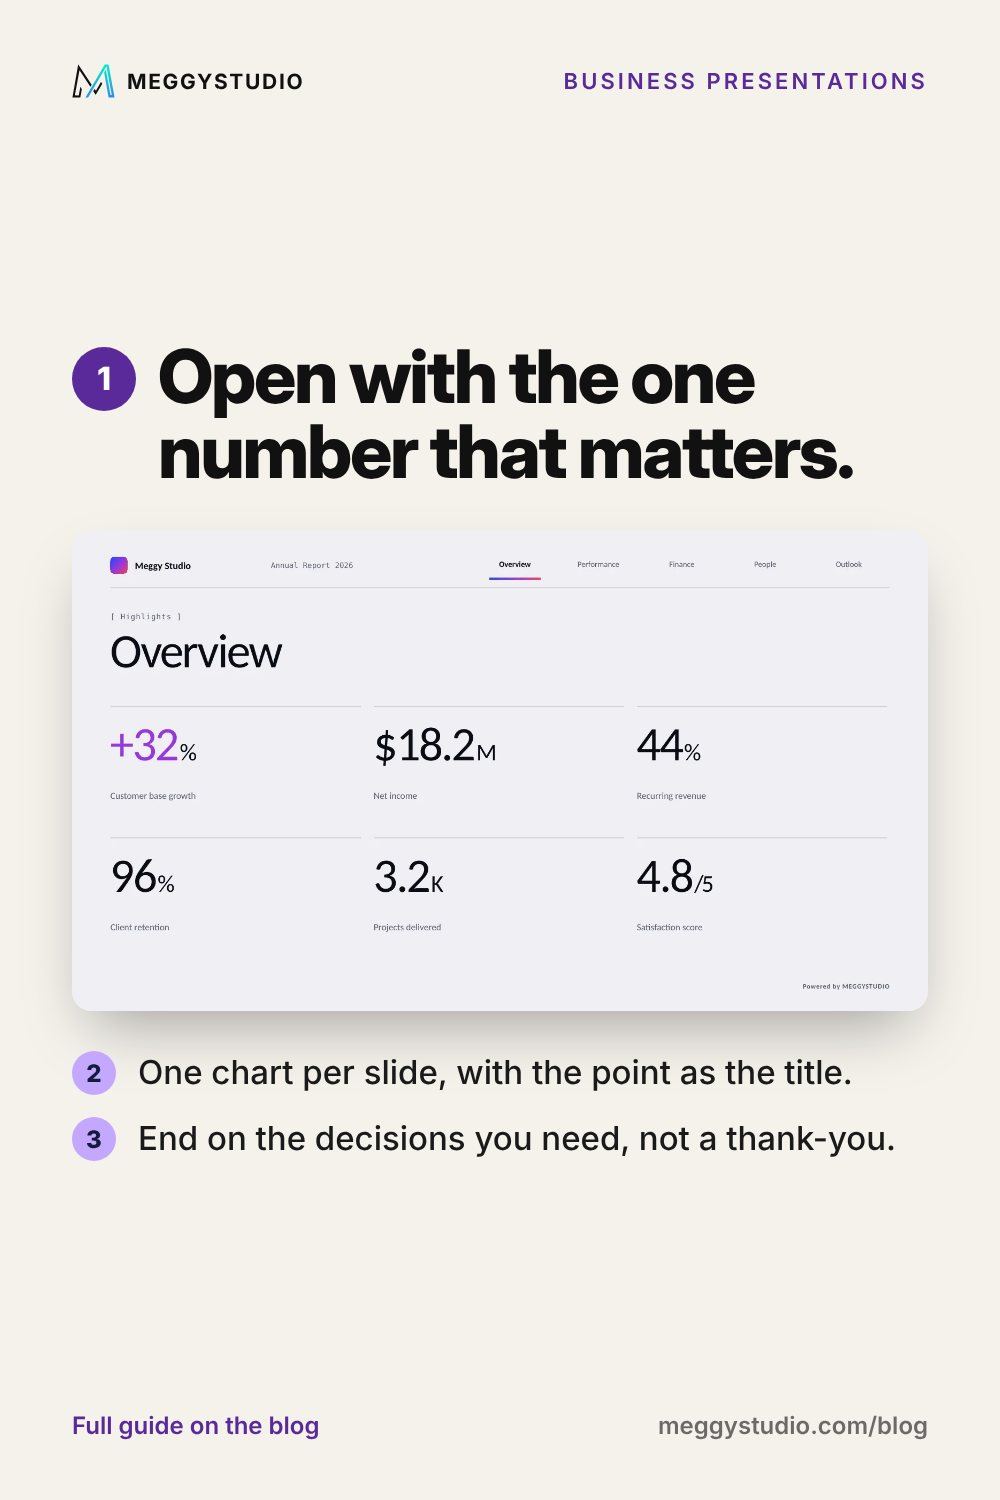 MEGGYSTUDIO
BUSINESS PRESENTATIONS
1
Open with the one
number that matters.
Meggy Studio
Annual Report 2026
Overview
Performance
Finance
People
Outlook
[ Highlights ]
Overview
+32%
$18.2M
44%
Customer base growth
Net income
Recurring revenue
96%
3.2K
4.8/5
Client retention
Projects delivered
Satisfaction score
Powered by MEGGYSTUDIO
2 One chart per slide, with the point as the title.
3 End on the decisions you need, not a thank-you.
Full guide on the blog
meggystudio.com/blog